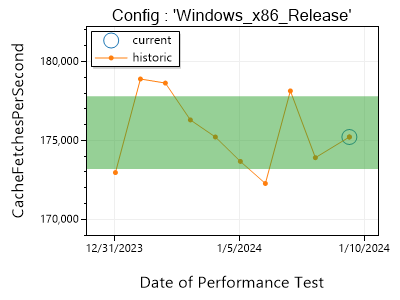 Config : 'Windows_x86_Release'
current
historic
CacheFetchesPerSecond
180,000
175,000
170,000
12/31/2023
1/5/2024
1/10/2024
Date of Performance Test